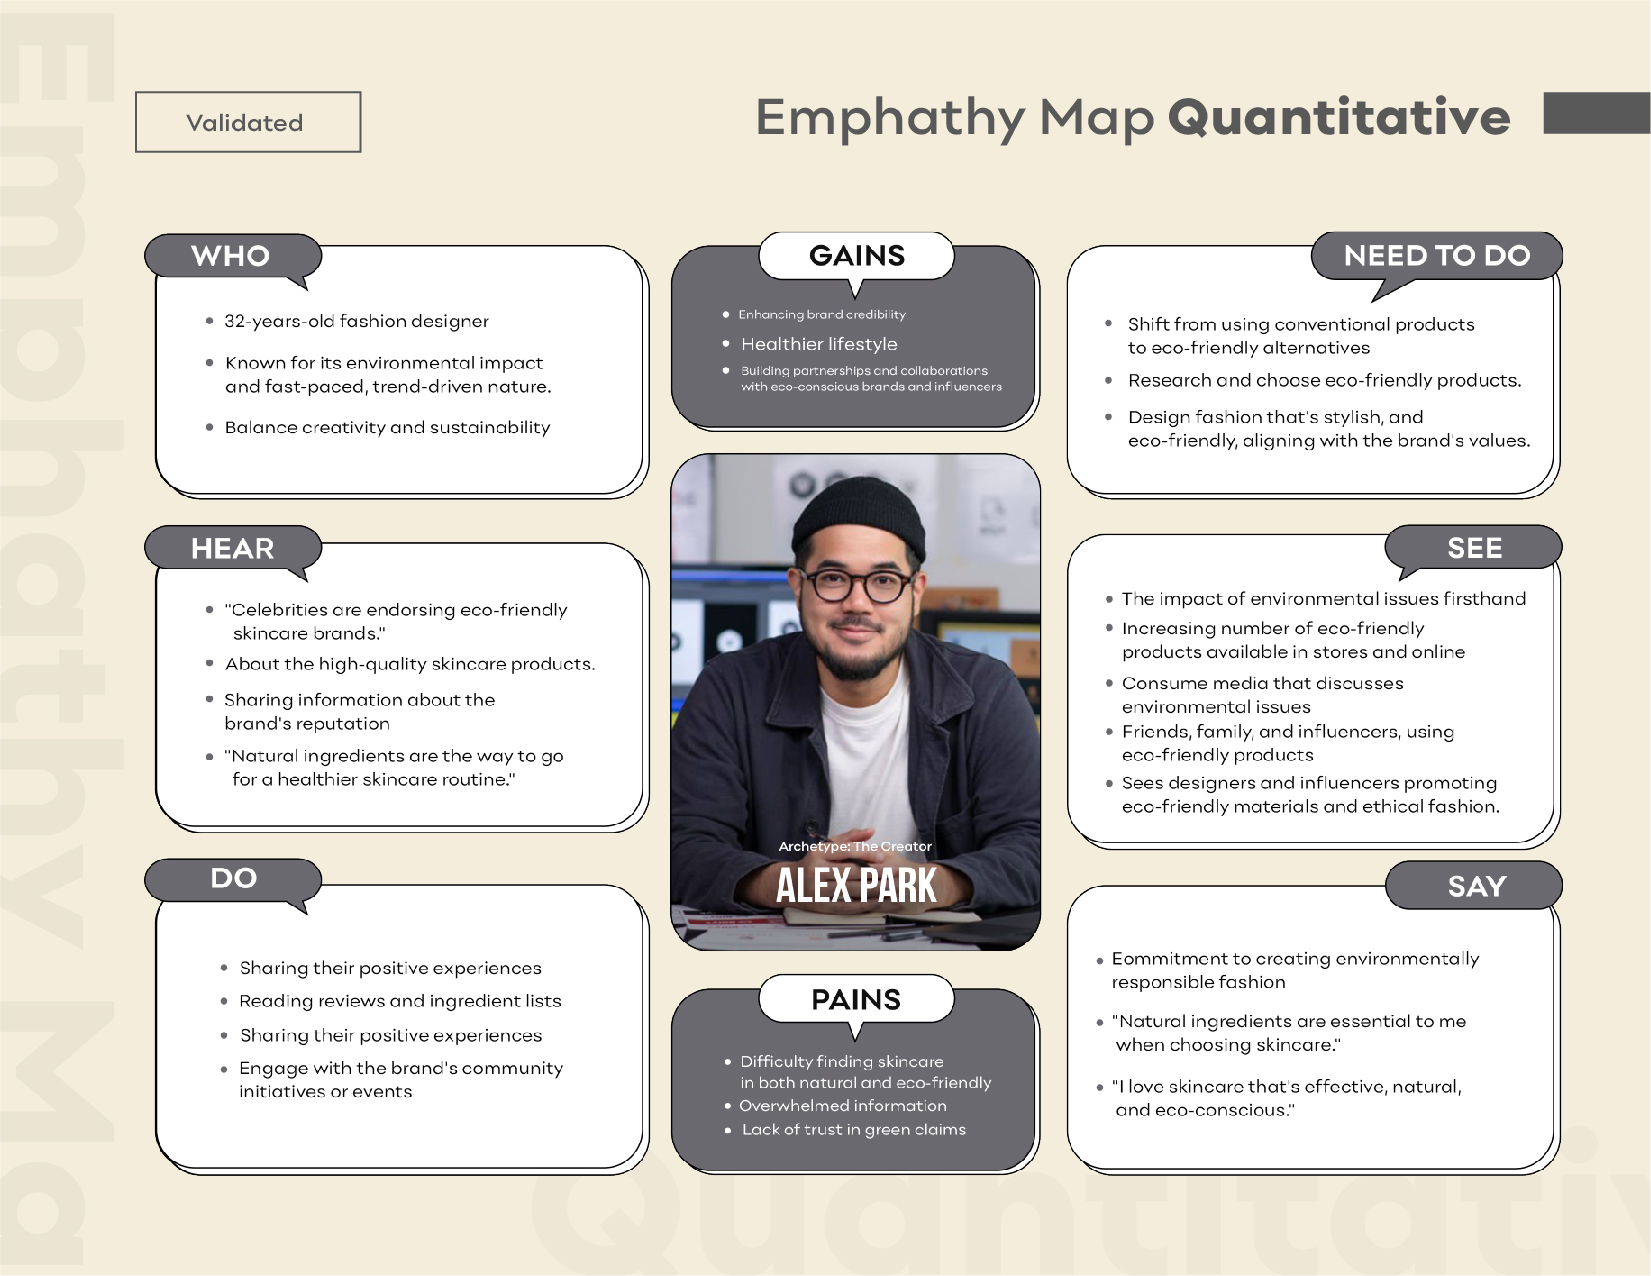 Validated
Emphathy Map Quantitative
WHO
32-years-old fashion designer
Known for its environmental impact
and fast-paced, trend-driven nature.
Balance creativity and sustainability
GAINS
Enhancing brand credibility
Healthier lifestyle
Building partnerships and collaborations
with eco-conscious brands and influencers
NEED TO DO
Shift from using conventional products
to eco-friendly alternatives
Research and choose eco-friendly products.
Design fashion that's stylish, and
eco-friendly, aligning with the brand's values.
HEAR
"Celebrities are endorsing eco-friendly
skincare brands."
About the high-quality skincare products.
Sharing information about the
brand's reputation
"Natural ingredients are the way to go
for a healthier skincare routine."
Archetype: The Creator
ALEX PARK
SEE
The impact of environmental issues firsthand
Increasing number of eco-friendly
products available in stores and online
Consume media that discusses
environmental issues
Friends, family, and influencers, using
eco-friendly products
Sees designers and influencers promoting
eco-friendly materials and ethical fashion.
DO
Sharing their positive experiences
Reading reviews and ingredient lists
Sharing their positive experiences
Engage with the brand's community
initiatives or events
PAINS
Difficulty finding skincare
in both natural and eco-friendly
Overwhelmed information
Lack of trust in green claims
SAY
Eommitment to creating environmentally
responsible fashion
"Natural ingredients are essential to me
when choosing skincare."
"I love skincare that's effective, natural,
and eco-conscious."
Emphathy Ma
Quantitativ